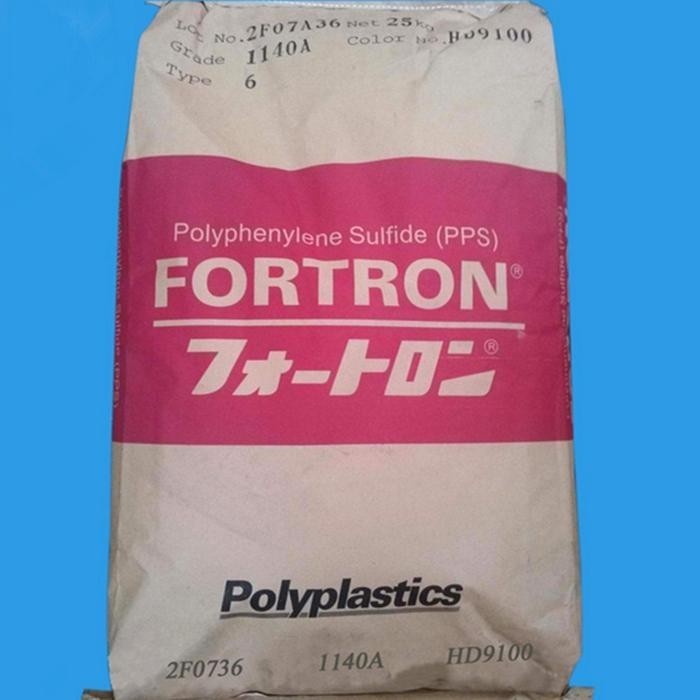 Lot No. 2F07A36 Net 25kg
Grade 1140A Color No. HD9100
Type 6
Polyphenylene Sulfide (PPS)
FORTRON®
フォートロン®
Polyplastics
2F0736 1140A HD9100